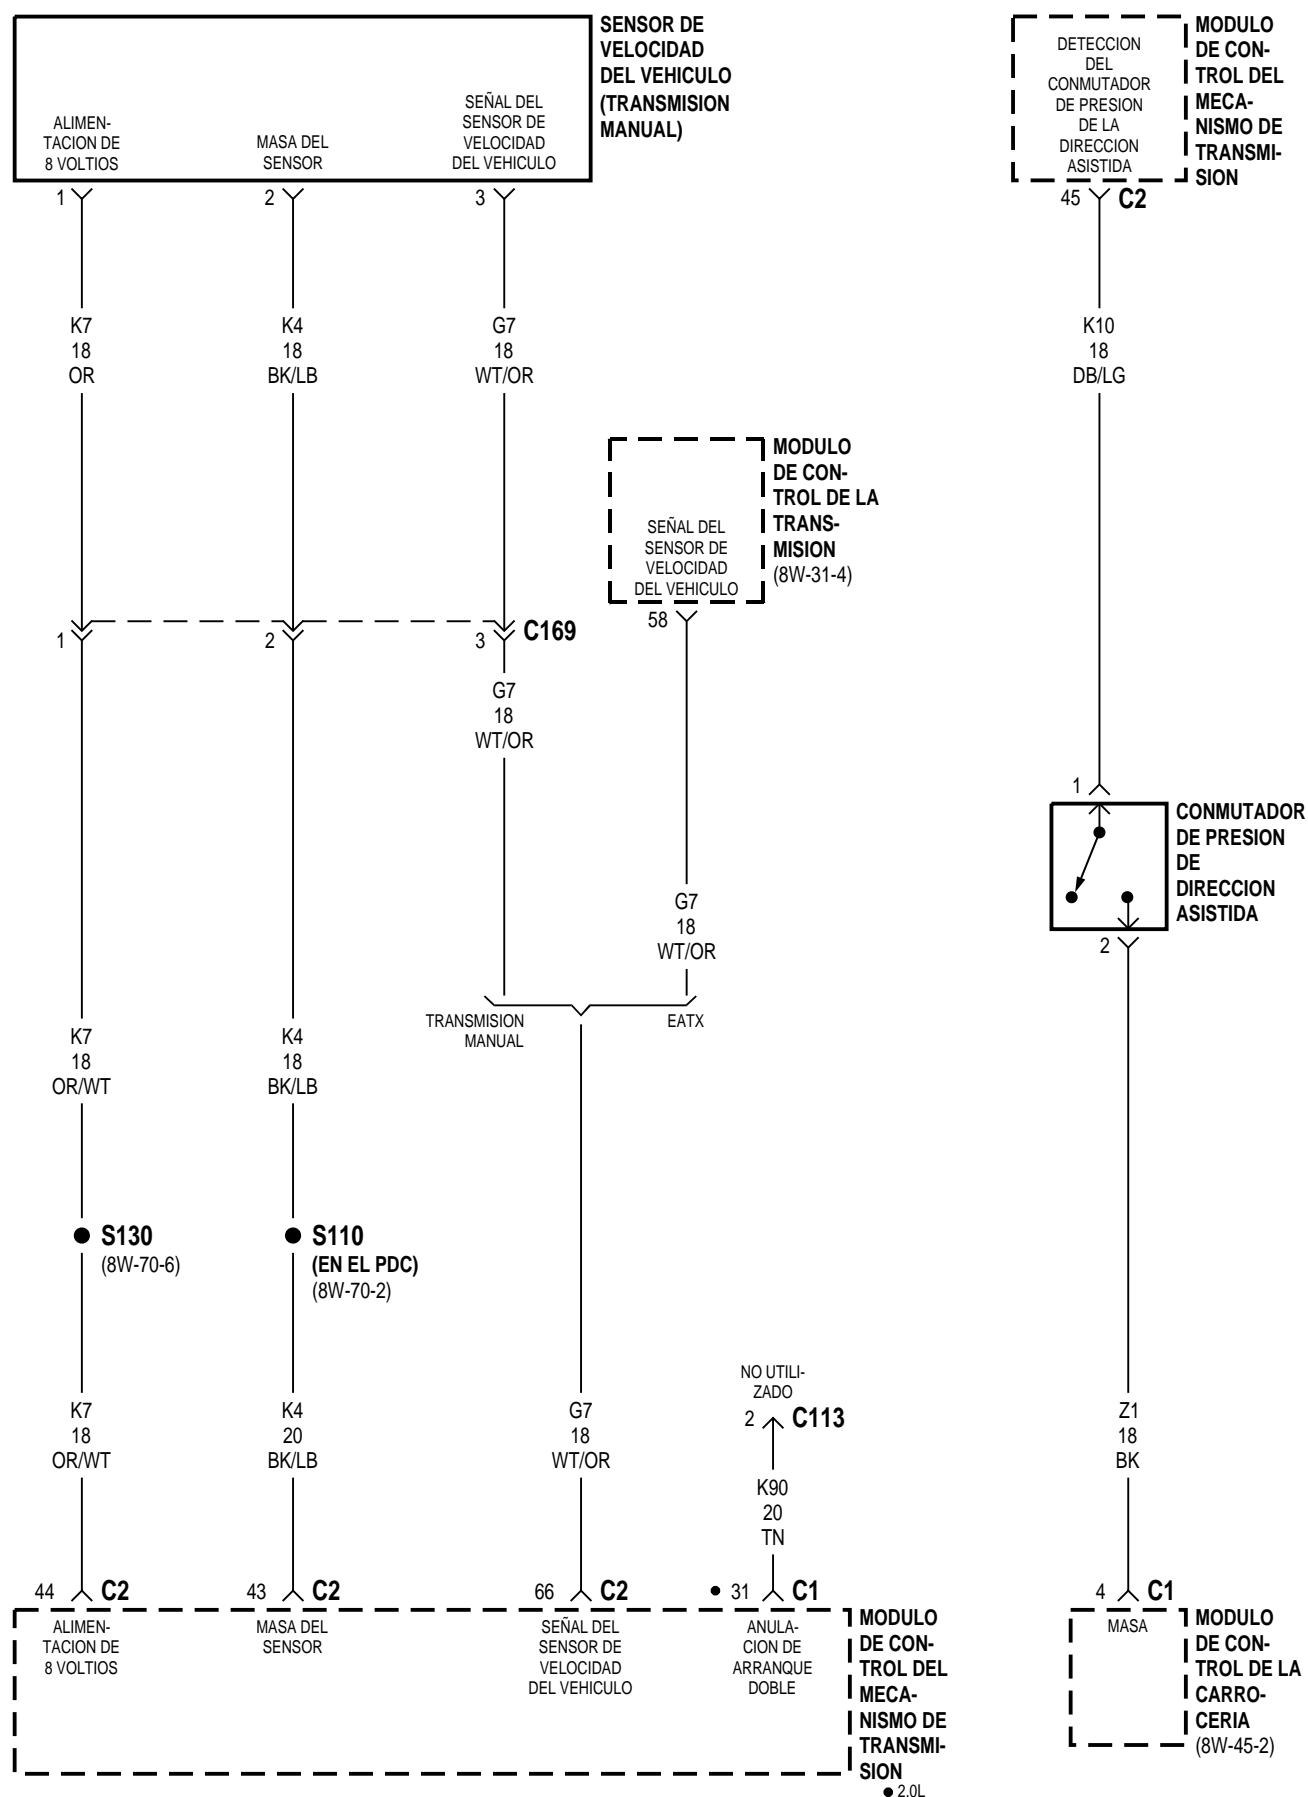 SENSOR DE
VELOCIDAD
DEL VEHICULO
(TRANSMISION
MANUAL)
ALIMEN-
TACION DE
8 VOLTIOS
MASA DEL
SENSOR
SEÑAL DEL
SENSOR DE
VELOCIDAD
DEL VEHICULO
1
2
3
MODULO
DE CON-
TROL DEL
MECA-
NISMO DE
TRANSMI-
SION
DETECCION
DEL
CONMUTADOR
DE PRESION
DE LA
DIRECCION
ASISTIDA
45
C2
K7
18
OR
K4
18
BK/LB
G7
18
WT/OR
K10
18
DB/LG
MODULO
DE CON-
TROL DE LA
TRANS-
MISION
(8W-31-4)
SEÑAL DEL
SENSOR DE
VELOCIDAD
DEL VEHICULO
58
1
2
3
C169
G7
18
WT/OR
1
CONMUTADOR
DE PRESION
DE
DIRECCION
ASISTIDA
2
G7
18
WT/OR
TRANSMISION
MANUAL
EATX
K7
18
OR/WT
K4
18
BK/LB
S130
(8W-70-6)
S110
(EN EL PDC)
(8W-70-2)
NO UTILI-
ZADO
2
C113
K7
18
OR/WT
K4
20
BK/LB
G7
18
WT/OR
K90
20
TN
Z1
18
BK
44
C2
43
C2
66
C2
● 31
C1
4
C1
ALIMEN-
TACION DE
8 VOLTIOS
MASA DEL
SENSOR
SEÑAL DEL
SENSOR DE
VELOCIDAD
DEL VEHICULO
ANULA-
CION DE
ARRANQUE
DOBLE
MODULO
DE CON-
TROL DEL
MECA-
NISMO DE
TRANSMI-
SION
● 2.0L
MASA
MODULO
DE CON-
TROL DE LA
CARRO-
CERIA
(8W-45-2)